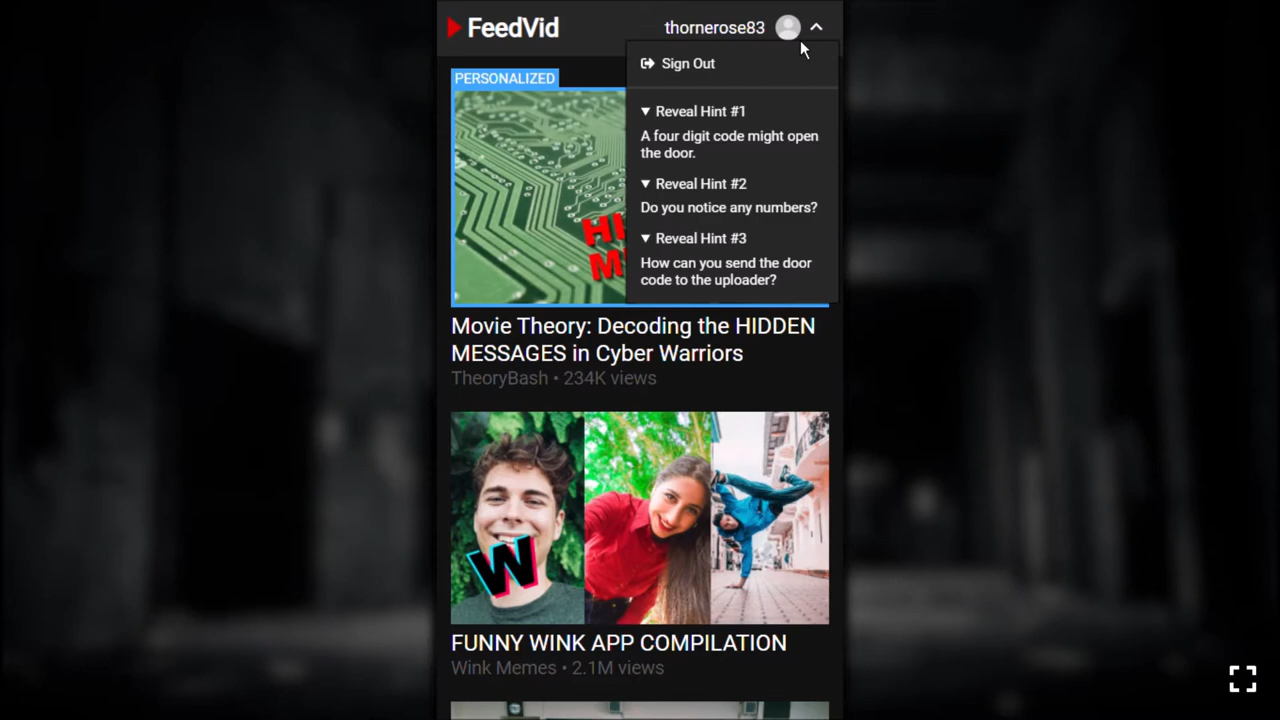 FeedVid
thornerose83
Sign Out
Reveal Hint #1
A four digit code might open
the door.
Reveal Hint #2
Do you notice any numbers?
Reveal Hint #3
How can you send the door
code to the uploader?
PERSONALIZED
Movie Theory: Decoding the HIDDEN
MESSAGES in Cyber Warriors
TheoryBash • 234K views
W
FUNNY WINK APP COMPILATION
Wink Memes • 2.1M views